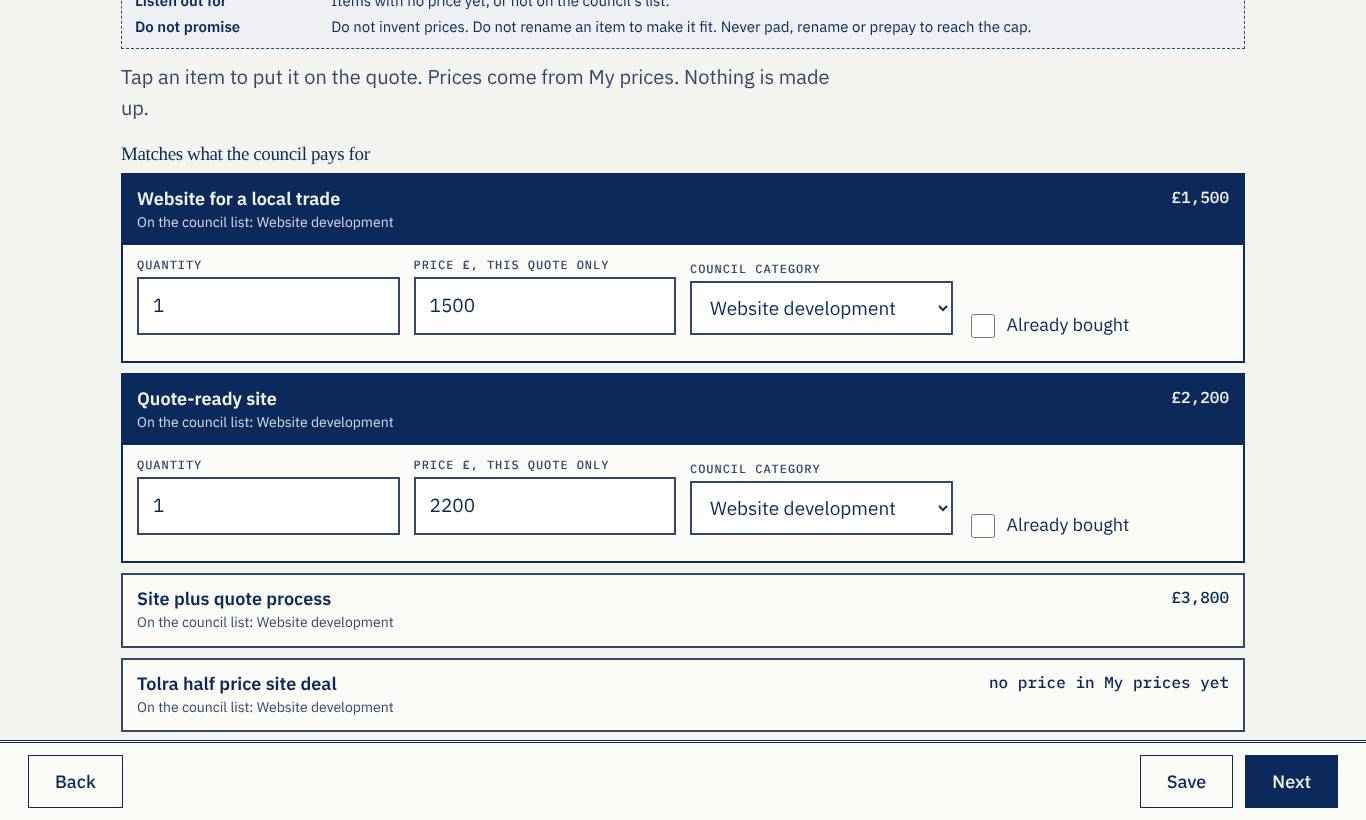 Listen out for Items with no price yet, or not on the council's list.
Do not promise Do not invent prices. Do not rename an item to make it fit. Never pad, rename or prepay to reach the cap.
Tap an item to put it on the quote. Prices come from My prices. Nothing is made
up.
Matches what the council pays for
Website for a local trade £1,500
On the council list: Website development
QUANTITY PRICE £, THIS QUOTE ONLY COUNCIL CATEGORY
1 1500 Website development Already bought
Quote-ready site £2,200
On the council list: Website development
QUANTITY PRICE £, THIS QUOTE ONLY COUNCIL CATEGORY
1 2200 Website development Already bought
Site plus quote process £3,800
On the council list: Website development
Tolra half price site deal no price in My prices yet
On the council list: Website development
Back Save Next